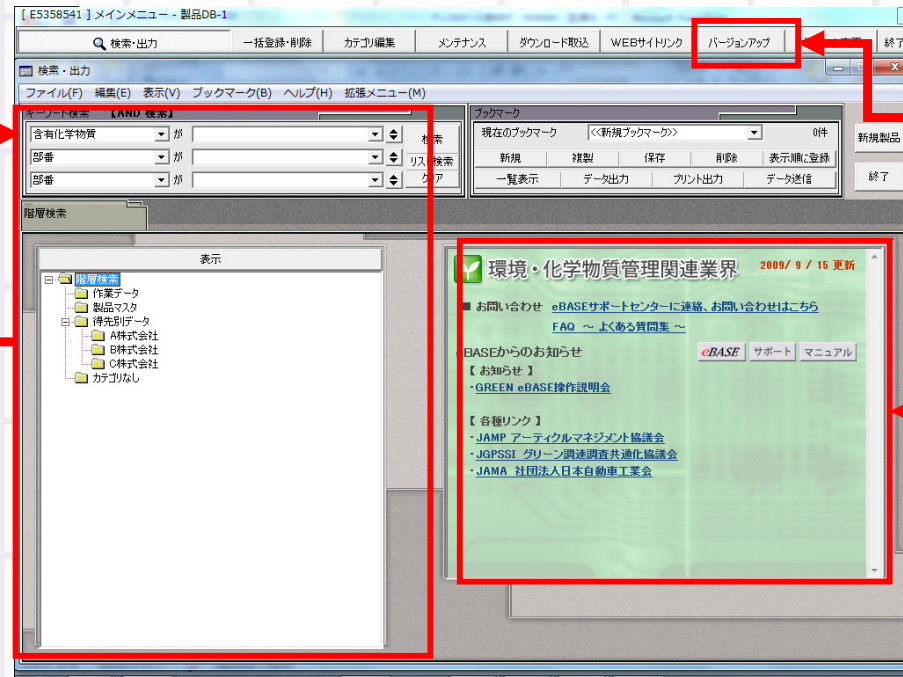 [ E5358541 ] メインメニュー - 製品DB-1
検索・出力 一括登録・削除 カテゴリ編集 メンテナンス ダウンロード取込 WEBサイトリンク バージョンアップ 終了
検索・出力
ファイル(F) 編集(E) 表示(V) ブックマーク(B) ヘルプ(H) 拡張メニュー(M)
キーワード検索 【AND 検索】
含有化学物質 が 検索
部番 が リスト検索
部番 が クリア
ブックマーク
現在のブックマーク <<新規ブックマーク>> 0件
新規 複製 保存 削除 表示順に登録
一覧表示 データ出力 プリント出力 データ送信
新規製品
終了
階層検索
表示
階層検索
作業データ
製品マスタ
得先別データ
A株式会社
B株式会社
C株式会社
カテゴリなし
環境・化学物質管理関連業界 2009/ 9 / 15 更新
■ お問い合わせ eBASEサポートセンターに連絡、お問い合わせはこちら
FAQ ～ よくある質問集 ～
eBASEからのお知らせ eBASE サポート マニュアル
【 お知らせ 】
・GREEN eBASE操作説明会
【 各種リンク 】
・JAMP アーティクルマネジメント協議会
・JGPSSI グリーン調達調査共通化協議会
・JAMA 社団法人日本自動車工業会